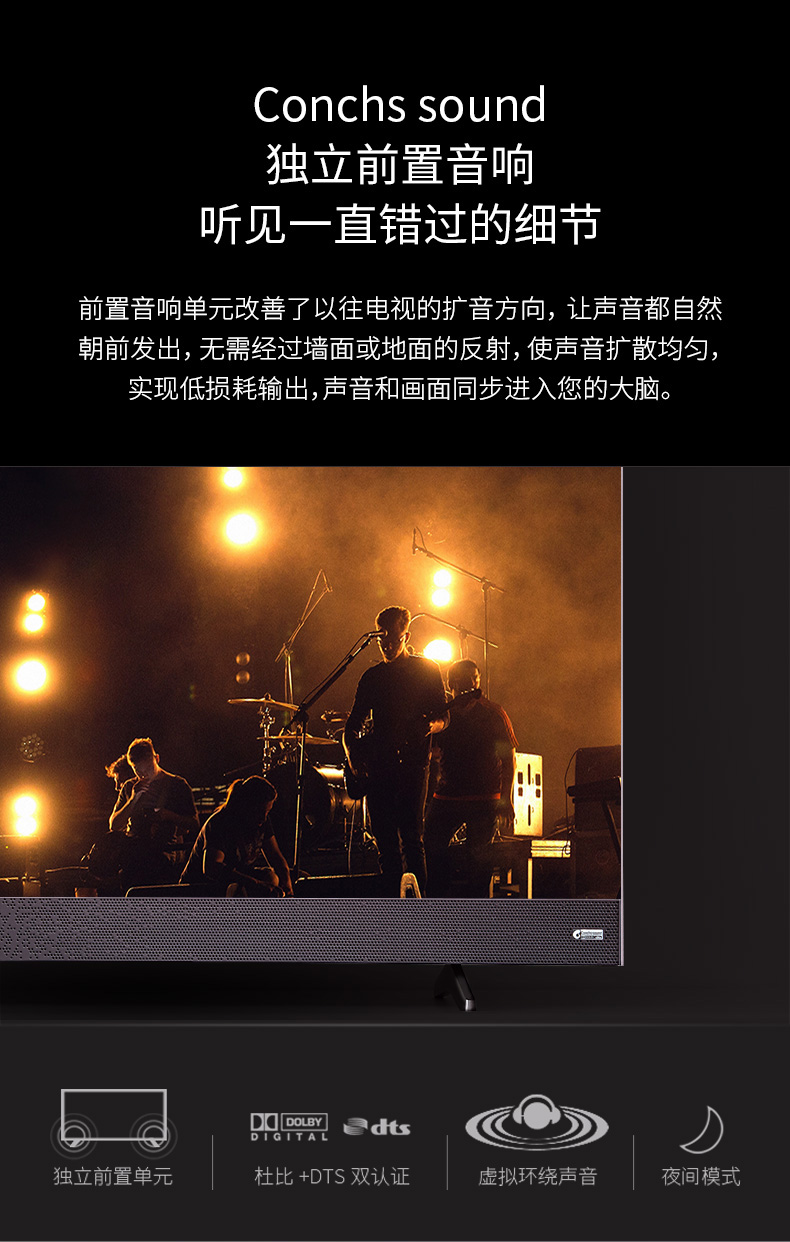 Conchs sound
独立前置音响
听见一直错过的细节
前置音响单元改善了以往电视的扩音方向，让声音都自然
朝前发出，无需经过墙面或地面的反射，使声音扩散均匀，
实现低损耗输出，声音和画面同步进入您的大脑。
DOLBY
DIGITAL
dts
独立前置单元
杜比 +DTS 双认证
虚拟环绕声音
夜间模式